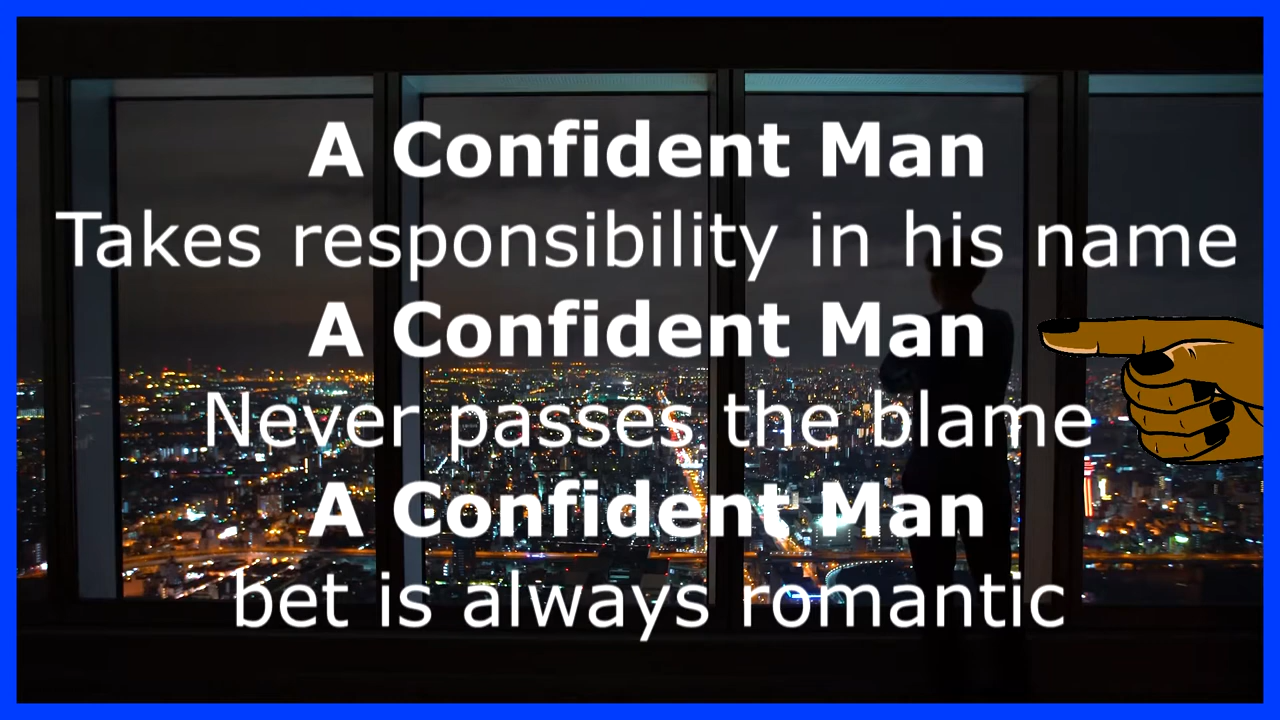 A Confident Man
Takes responsibility in his name
A Confident Man
Never passes the blame
A Confident Man
bet is always romantic